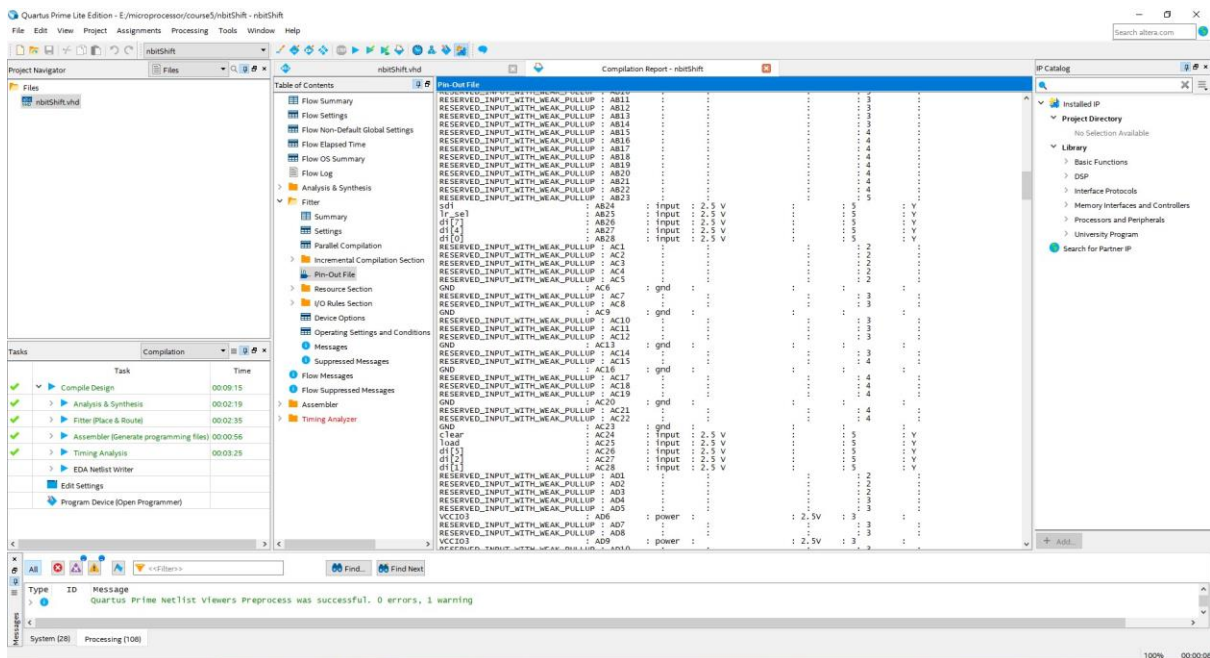 Quartus Prime Lite Edition - E:/microprocessor/course5/nbitShift - nbitShift
File Edit View Project Assignments Processing Tools Window Help
Search altera.com
nbitShift
Project Navigator
Files
Files
nbitShift.vhd
Tasks
Compilation
Task Time
Compile Design 00:09:15
Analysis & Synthesis 00:02:19
Fitter (Place & Route) 00:02:35
Assembler (Generate programming files) 00:00:56
Timing Analysis 00:03:25
EDA Netlist Writer
Edit Settings
Program Device (Open Programmer)
nbitShift.vhd
Compilation Report - nbitShift
Table of Contents
Flow Summary
Flow Settings
Flow Non-Default Global Settings
Flow Elapsed Time
Flow OS Summary
Flow Log
Analysis & Synthesis
Fitter
Summary
Settings
Parallel Compilation
Incremental Compilation Section
Pin-Out File
Resource Section
I/O Rules Section
Device Options
Operating Settings and Conditions
Messages
Suppressed Messages
Flow Messages
Flow Suppressed Messages
Assembler
Timing Analyzer
Pin-Out File
RESERVED_INPUT_WITH_WEAK_PULLUP : AB10 : : : : 3 :
RESERVED_INPUT_WITH_WEAK_PULLUP : AB11 : : : : 3 :
RESERVED_INPUT_WITH_WEAK_PULLUP : AB12 : : : : 3 :
RESERVED_INPUT_WITH_WEAK_PULLUP : AB13 : : : : 3 :
RESERVED_INPUT_WITH_WEAK_PULLUP : AB14 : : : : 3 :
RESERVED_INPUT_WITH_WEAK_PULLUP : AB15 : : : : 4 :
RESERVED_INPUT_WITH_WEAK_PULLUP : AB16 : : : : 4 :
RESERVED_INPUT_WITH_WEAK_PULLUP : AB17 : : : : 4 :
RESERVED_INPUT_WITH_WEAK_PULLUP : AB18 : : : : 4 :
RESERVED_INPUT_WITH_WEAK_PULLUP : AB19 : : : : 4 :
RESERVED_INPUT_WITH_WEAK_PULLUP : AB20 : : : : 4 :
RESERVED_INPUT_WITH_WEAK_PULLUP : AB21 : : : : 4 :
RESERVED_INPUT_WITH_WEAK_PULLUP : AB22 : : : : 4 :
RESERVED_INPUT_WITH_WEAK_PULLUP : AB23 : : : : 5 :
sdi : AB24 : input : 2.5 V : : 5 : Y
lr_sel : AB25 : input : 2.5 V : : 5 : Y
di[7] : AB26 : input : 2.5 V : : 5 : Y
di[4] : AB27 : input : 2.5 V : : 5 : Y
di[0] : AB28 : input : 2.5 V : : 5 : Y
RESERVED_INPUT_WITH_WEAK_PULLUP : AC1 : : : : 2 :
RESERVED_INPUT_WITH_WEAK_PULLUP : AC2 : : : : 2 :
RESERVED_INPUT_WITH_WEAK_PULLUP : AC3 : : : : 2 :
RESERVED_INPUT_WITH_WEAK_PULLUP : AC4 : : : : 2 :
RESERVED_INPUT_WITH_WEAK_PULLUP : AC5 : : : : 2 :
GND : AC6 : gnd : : : :
RESERVED_INPUT_WITH_WEAK_PULLUP : AC7 : : : : 3 :
RESERVED_INPUT_WITH_WEAK_PULLUP : AC8 : : : : 3 :
GND : AC9 : gnd : : : :
RESERVED_INPUT_WITH_WEAK_PULLUP : AC10 : : : : 3 :
RESERVED_INPUT_WITH_WEAK_PULLUP : AC11 : : : : 3 :
RESERVED_INPUT_WITH_WEAK_PULLUP : AC12 : : : : 3 :
GND : AC13 : gnd : : : :
RESERVED_INPUT_WITH_WEAK_PULLUP : AC14 : : : : 3 :
RESERVED_INPUT_WITH_WEAK_PULLUP : AC15 : : : : 4 :
GND : AC16 : gnd : : : :
RESERVED_INPUT_WITH_WEAK_PULLUP : AC17 : : : : 4 :
RESERVED_INPUT_WITH_WEAK_PULLUP : AC18 : : : : 4 :
RESERVED_INPUT_WITH_WEAK_PULLUP : AC19 : : : : 4 :
GND : AC20 : gnd : : : :
RESERVED_INPUT_WITH_WEAK_PULLUP : AC21 : : : : 4 :
RESERVED_INPUT_WITH_WEAK_PULLUP : AC22 : : : : 4 :
GND : AC23 : gnd : : : :
clear : AC24 : input : 2.5 V : : 5 : Y
load : AC25 : input : 2.5 V : : 5 : Y
di[5] : AC26 : input : 2.5 V : : 5 : Y
di[2] : AC27 : input : 2.5 V : : 5 : Y
di[1] : AC28 : input : 2.5 V : : 5 : Y
RESERVED_INPUT_WITH_WEAK_PULLUP : AD1 : : : : 2 :
RESERVED_INPUT_WITH_WEAK_PULLUP : AD2 : : : : 2 :
RESERVED_INPUT_WITH_WEAK_PULLUP : AD3 : : : : 2 :
RESERVED_INPUT_WITH_WEAK_PULLUP : AD4 : : : : 3 :
RESERVED_INPUT_WITH_WEAK_PULLUP : AD5 : : : : 3 :
VCCIO3 : AD6 : power : : 2.5V : 3 :
RESERVED_INPUT_WITH_WEAK_PULLUP : AD7 : : : : 3 :
RESERVED_INPUT_WITH_WEAK_PULLUP : AD8 : : : : 3 :
VCCIO3 : AD9 : power : : 2.5V : 3 :
RESERVED_INPUT_WITH_WEAK_PULLUP : AD10 : : : : 3 :
IP Catalog
Installed IP
Project Directory
No Selection Available
Library
Basic Functions
DSP
Interface Protocols
Memory Interfaces and Controllers
Processors and Peripherals
University Program
Search for Partner IP
+ Add...
All
<<Filter>>
Find...
Find Next
Type ID Message
Quartus Prime Netlist Viewers Preprocess was successful. 0 errors, 1 warning
Messages
System (28) Processing (108)
100% 00:00:08